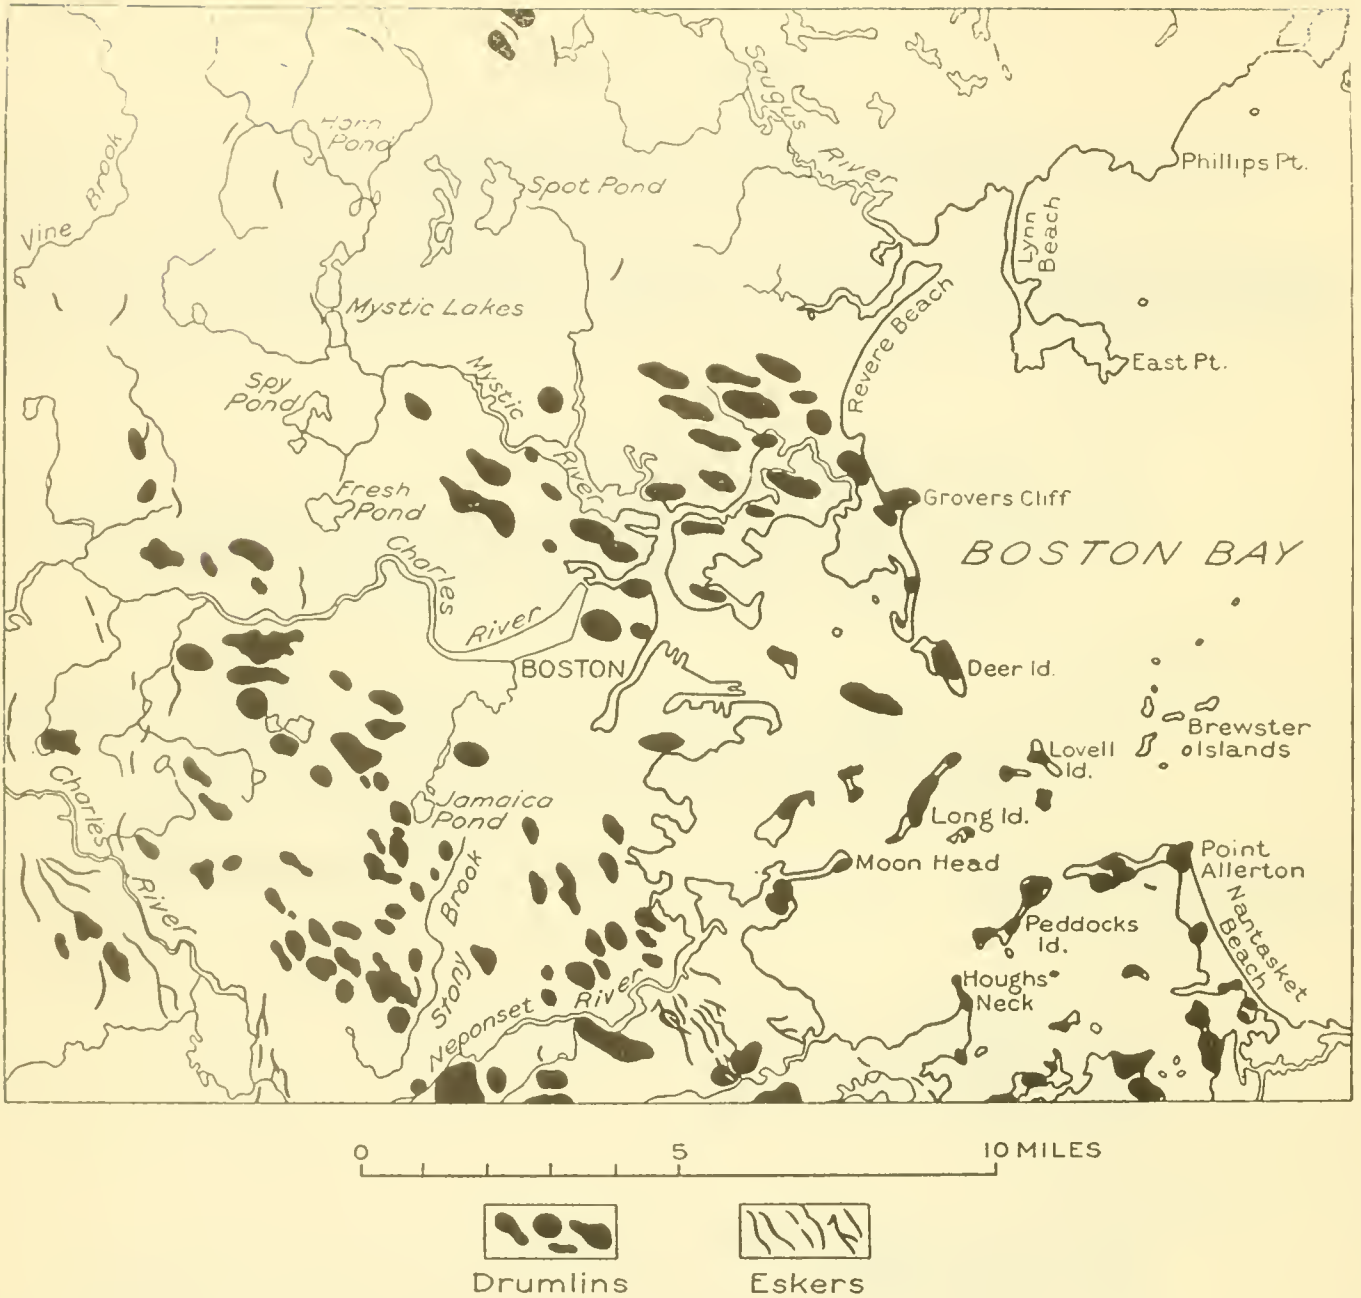 Saugus
River
Horn
Pond
Phillips Pt.
Vine Brook
Spot Pond
Lynn
Beach
Mystic Lakes
Revere Beach
East Pt.
Spy
Pond
Mystic
River
Fresh
Pond
Grovers Cliff
BOSTON BAY
Charles
River
BOSTON
Deer Id.
Brewster
Islands
Lovell
Id.
Charles
River
Jamaica
Pond
Long Id.
Moon Head
Point
Allerton
Stony Brook
Peddocks
Id.
Nantasket
Beach
Houghs
Neck
Neponset River
0 5 10 MILES
Drumlins Eskers